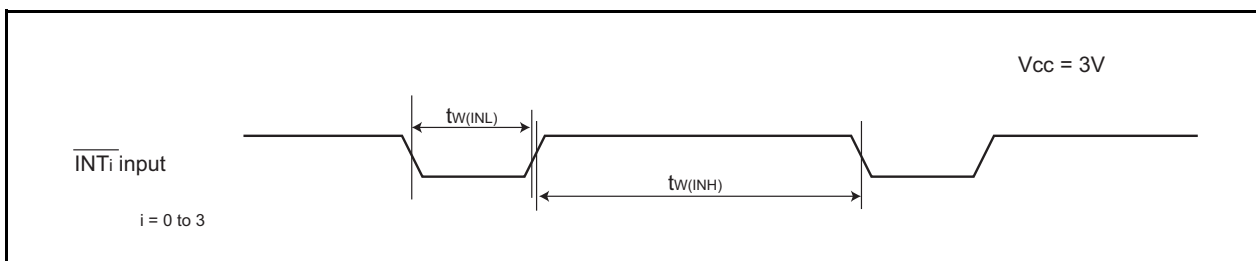 Vcc = 3V
tW(INL)
INTi input
tW(INH)
i = 0 to 3